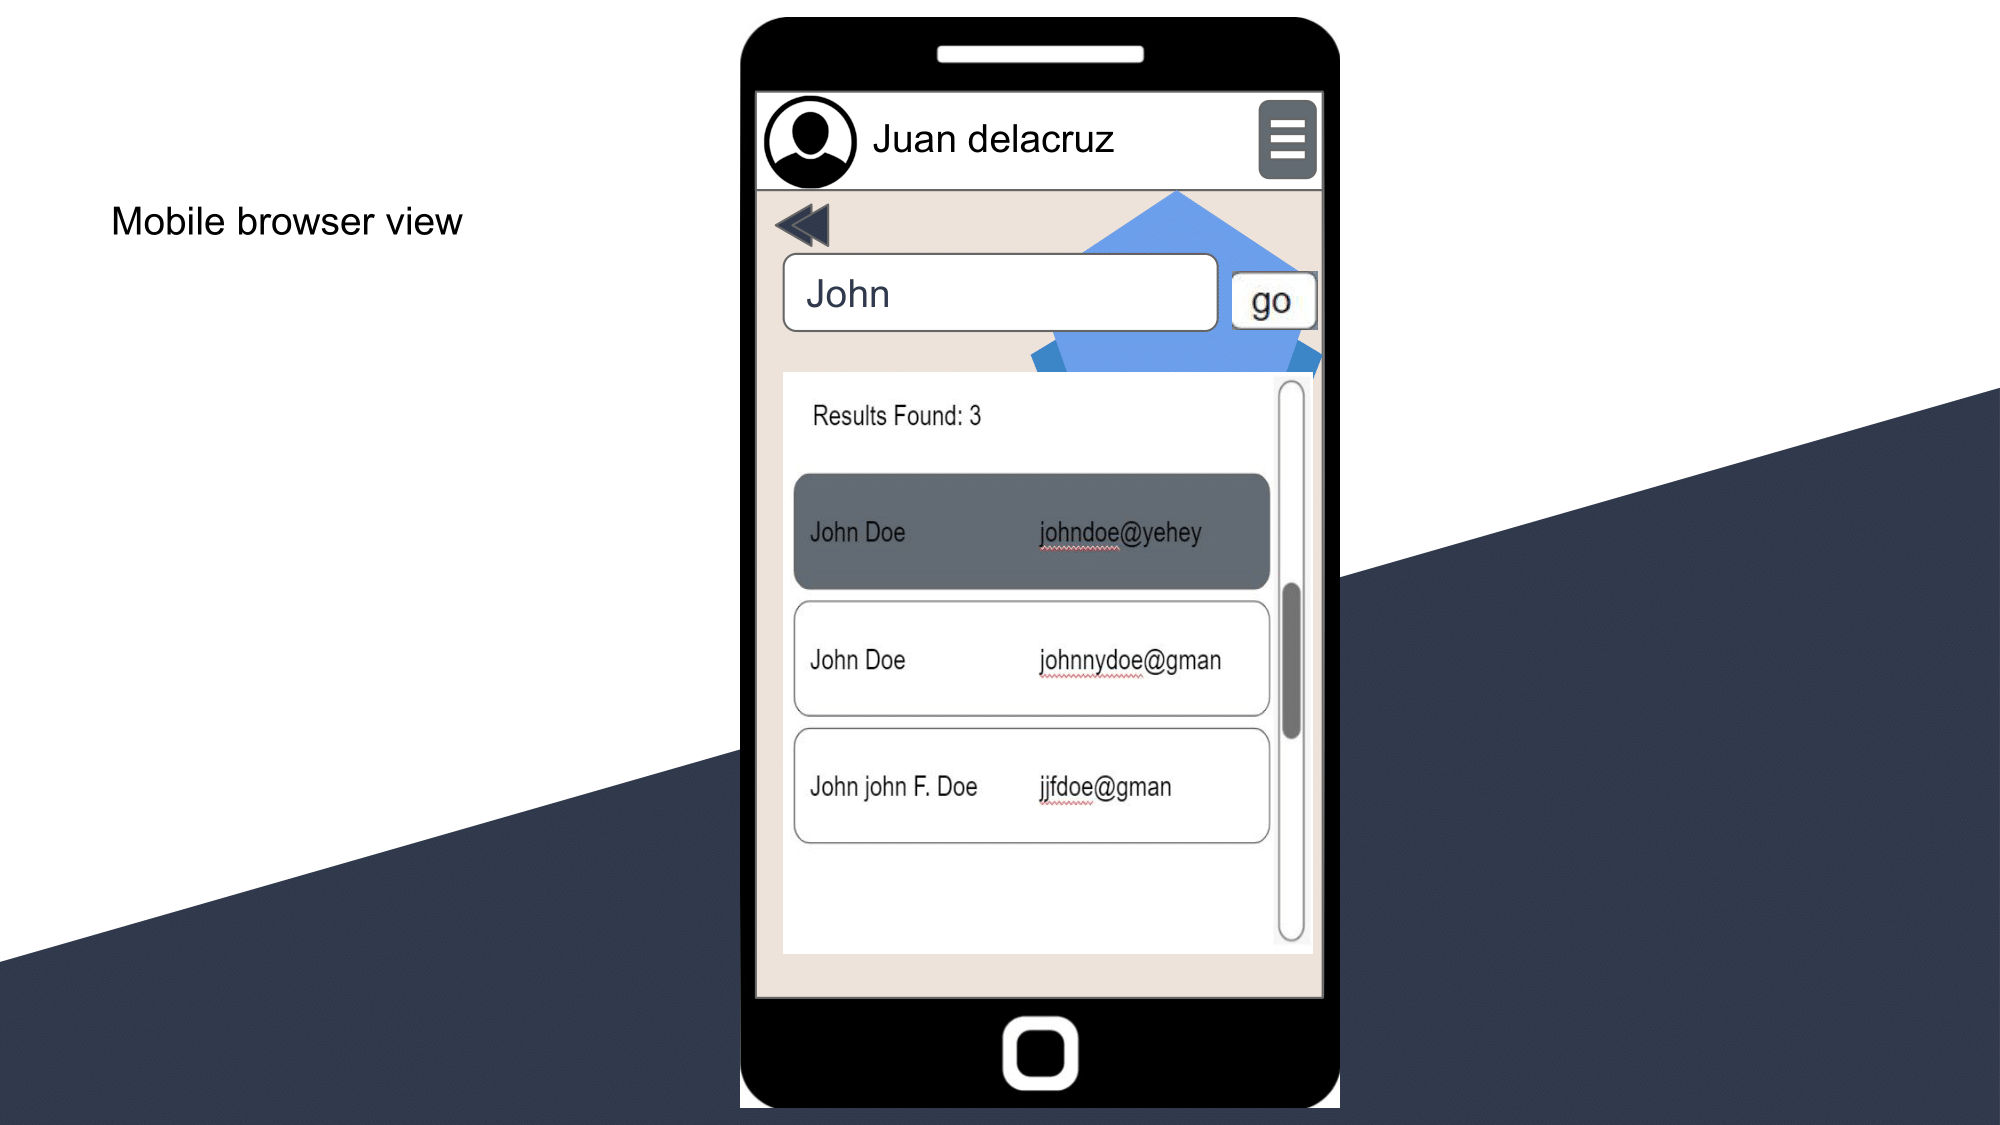 Mobile browser view
Juan delacruz
John
go
Results Found: 3
John Doe johndoe@yehey
John Doe johnnydoe@gman
John john F. Doe jjfdoe@gman